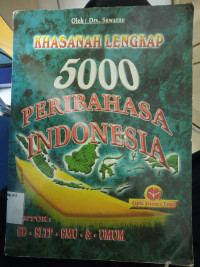 Oleh : Drs. Suwarno
KHASANAH LENGKAP
5000
PERIBAHASA
INDONESIA
UNTUK :
SD - SLTP - SMU - & - UMUM